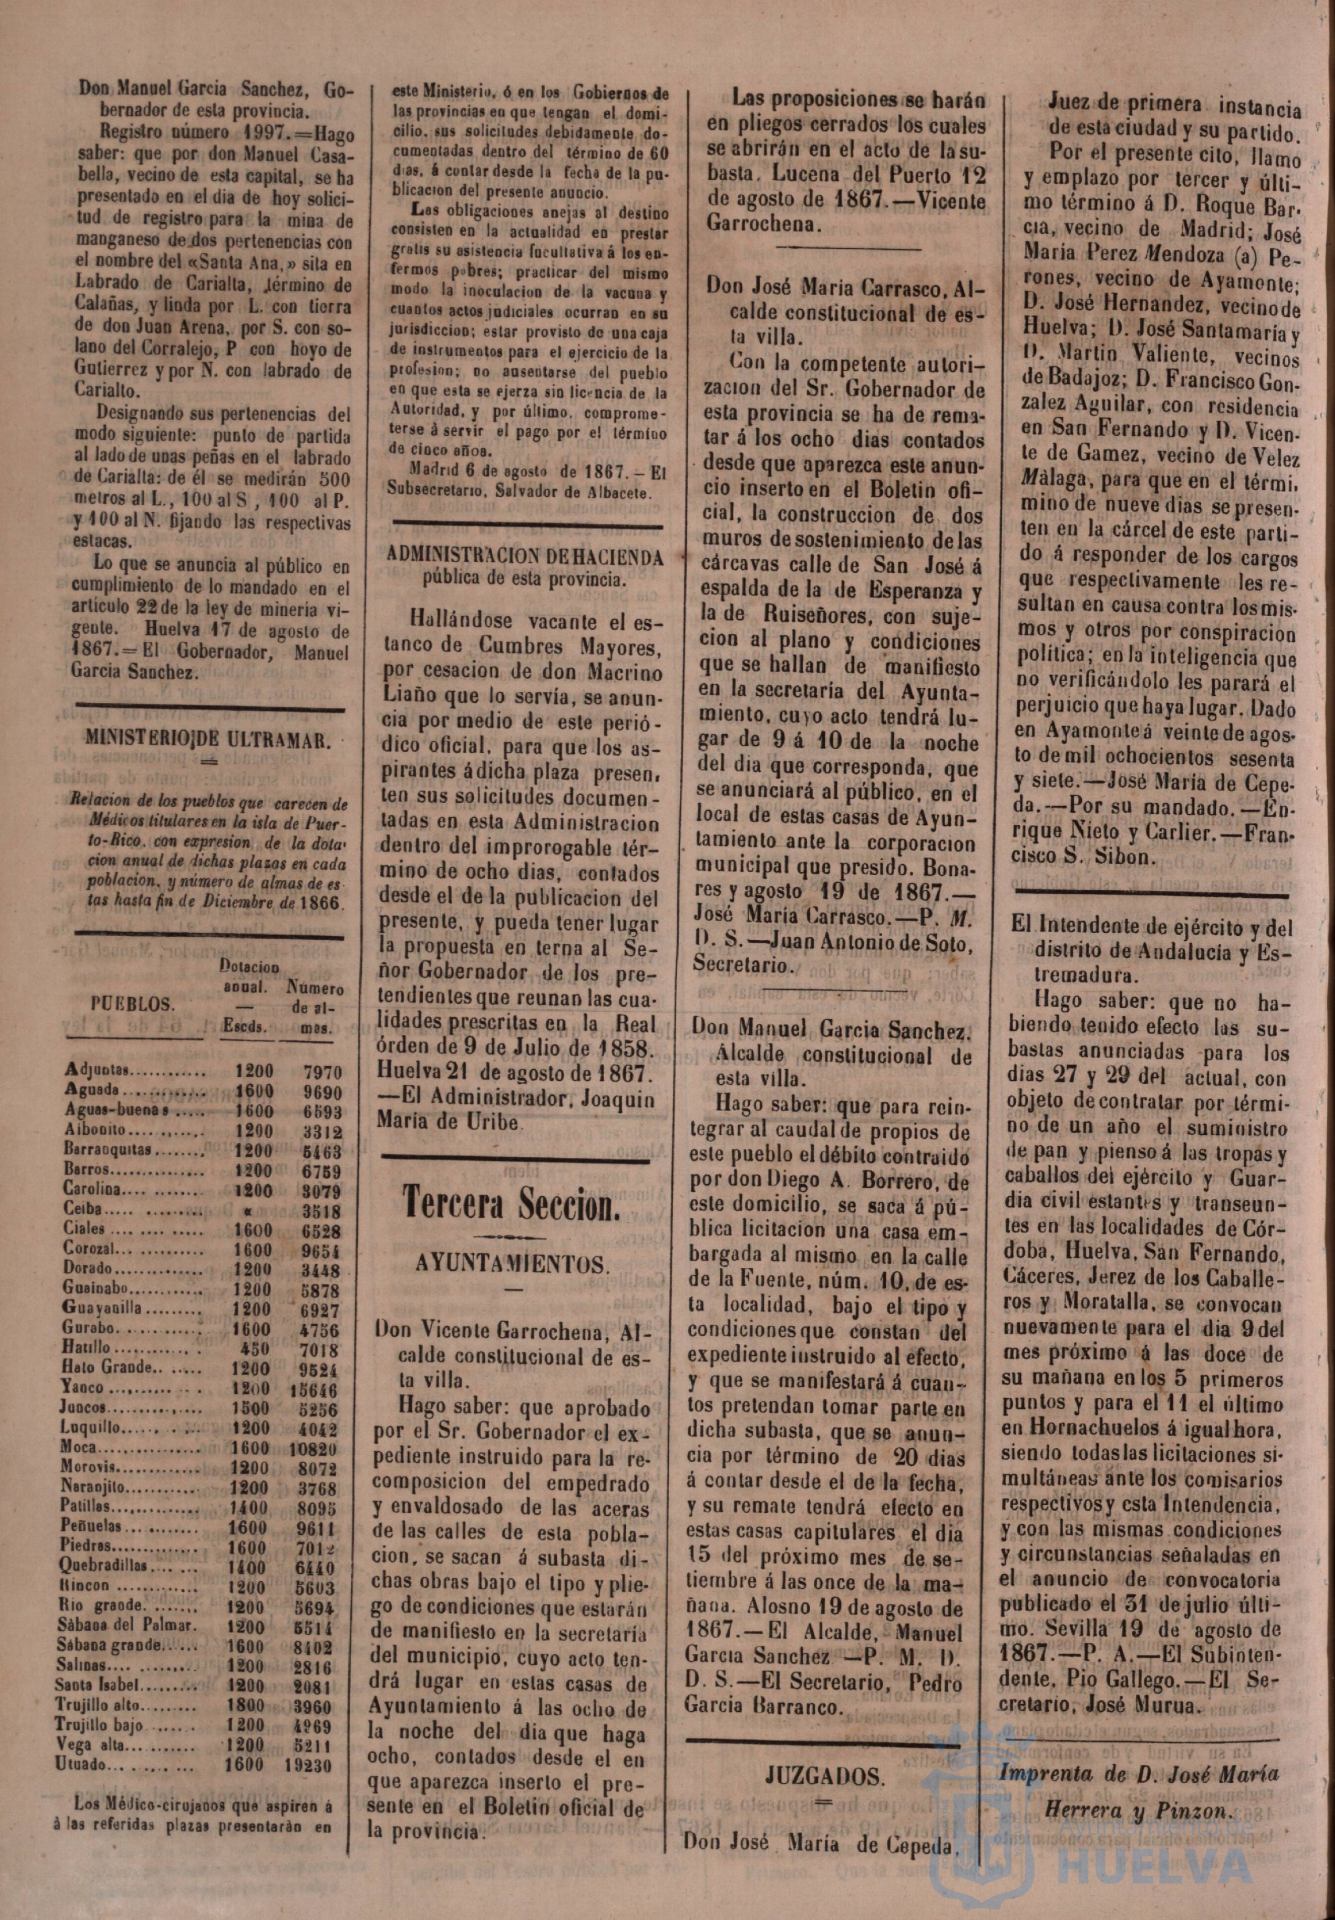 Don Manuel Garcia Sanchez, Go-
bernador de esta provincia.
Registro número 1997.=Hago
saber: que por don Manuel Casa-
bella, vecino de esta capital, se ha
presentado en el dia de hoy solici-
tud de registro para la mina de
manganeso de dos pertenencias con
el nombre del «Santa Ana,» sita en
Labrado de Carialta, término de
Calañas, y linda por L. con tierra
de don Juan Arena, por S. con so-
lano del Corralejo, P con hoyo de
Gutierrez y por N. con labrado de
Carialto.
Designando sus pertenencias del
modo siguiente: punto de partida
al lado de unas peñas en el labrado
de Carialta: de él se medirán 500
metros al L., 100 al S, 100 al P.
y 100 al N. fijando las respectivas
estacas.
Lo que se anuncia al público en
cumplimiento de lo mandado en el
artículo 22 de la ley de mineria vi-
gente. Huelva 17 de agosto de
1867.=El Gobernador, Manuel
Garcia Sanchez.
MINISTERIO DE ULTRAMAR.
Relacion de los pueblos que carecen de
Médicos titulares en la isla de Puer-
to-Rico, con expresion de la dota-
cion anual de dichas plazas en cada
poblacion, y número de almas de es-
tas hasta fin de Diciembre de 1866.
PUEBLOS. Dotacion anual. — Escds. Número de al- mas.
Adjuntas............ 1200 7970
Aguada............. 1600 9690
Aguas-buenas..... 1600 6593
Aibonito............ 1200 3312
Barranquitas........ 1200 5463
Barros.............. 1200 6759
Carolina............ 1200 3079
Ceiba.............. « 3518
Ciales............. 1600 6528
Corozal............ 1600 9654
Dorado............. 1200 3448
Guainabo........... 1200 5878
Guayanilla......... 1200 6927
Gurabo............. 1600 4756
Hatillo............ 450 7018
Hato Grande........ 1200 9524
Yauco.............. 1200 15646
Juncos............. 1500 5256
Luquillo........... 1200 4042
Moca............... 1600 10820
Morovis............ 1200 8072
Naranjito.......... 1200 3768
Patillas........... 1400 8095
Peñuelas........... 1600 9611
Piedras............ 1600 7012
Quebradillas....... 1400 6440
Rincon............. 1200 5603
Rio grande......... 1200 5694
Sábana del Palmar. 1200 5514
Sábana grande...... 1600 8402
Salinas............ 1200 2816
Santa Isabel....... 1200 2081
Trujillo alto...... 1800 3960
Trujillo bajo...... 1200 4269
Vega alta.......... 1200 5211
Utuado............. 1600 19230
Los Médico-cirujanos que aspiren á
á las referidas plazas presentarán en
este Ministerio, ó en los Gobiernos de
las provincias en que tengan el domi-
cilio, sus solicitudes debidamente do-
cumentadas dentro del término de 60
dias, á contar desde la fecha de la pu-
blicacion del presente anuncio.
Las obligaciones anejas al destino
consisten en la actualidad en prestar
gratis su asistencia facultativa á los en-
fermos pobres; practicar del mismo
modo la inoculacion de la vacuna y
cuantos actos judiciales ocurran en su
jurisdiccion; estar provisto de una caja
de instrumentos para el ejercicio de la
profesion; no ausentarse del pueblo
en que esta se ejerza sin licencia de la
Autoridad, y por último, comprome-
terse à servir el pago por el término
de cinco años.
Madrid 6 de agosto de 1867.—El
Subsecretario, Salvador de Albacete.
ADMINISTRACION DE HACIENDA
pública de esta provincia.
Hallándose vacante el es-
tanco de Cumbres Mayores,
por cesacion de don Macrino
Liaño que lo servía, se anun-
cia por medio de este perió-
dico oficial, para que los as-
pirantes á dicha plaza presen,
ten sus solicitudes documen-
tadas en esta Administracion
dentro del improrogable tér-
mino de ocho dias, contados
desde el de la publicacion del
presente, y pueda tener lugar
la propuesta en terna al Se-
ñor Gobernador de los pre-
tendientes que reunan las cua-
lidades prescritas en la Real
órden de 9 de Julio de 1858.
Huelva 21 de agosto de 1867.
—El Administrador, Joaquin
María de Uribe.
Tercera Seccion.
AYUNTAMIENTOS.
Don Vicente Garrochena, Al-
calde constitucional de es-
ta villa.
Hago saber: que aprobado
por el Sr. Gobernador el ex-
pediente instruido para la re-
composicion del empedrado
y envaldosado de las aceras
de las calles de esta pobla-
cion, se sacan á subasta di-
chas obras bajo el tipo y plie-
go de condiciones que estarán
de manifiesto en la secretaría
del municipio, cuyo acto ten-
drá lugar en estas casas de
Ayuntamiento á las ocho de
la noche del dia que haga
ocho, contados desde el en
que aparezca inserto el pre-
sente en el Boletin oficial de
la provincia.
Las proposiciones se harán
en pliegos cerrados los cuales
se abrirán en el acto de la su-
basta. Lucena del Puerto 12
de agosto de 1867.—Vicente
Garrochena.
Don José Maria Carrasco, Al-
calde constitucional de es-
ta villa.
Con la competente autori-
zacion del Sr. Gobernador de
esta provincia se ha de rema-
tar á los ocho dias contados
desde que aparezca este anun-
cio inserto en el Boletin ofi-
cial, la construccion de dos
muros de sostenimiento de las
cárcavas calle de San José á
espalda de la de Esperanza y
la de Ruiseñores, con suje-
cion al plano y condiciones
que se hallan de manifiesto
en la secretaría del Ayunta-
miento, cuyo acto tendrá lu-
gar de 9 á 10 de la noche
del dia que corresponda, que
se anunciará al público, en el
local de estas casas de Ayun-
tamiento ante la corporacion
municipal que presido. Bona-
res y agosto 19 de 1867.—
José Maria Carrasco.—P. M.
D. S.—Juan Antonio de Soto,
Secretario.
Don Manuel Garcia Sanchez,
Alcalde constitucional de
esta villa.
Hago saber: que para rein-
tegrar al caudal de propios de
este pueblo el débito contraido
por don Diego A. Borrero, de
este domicilio, se saca á pú-
blica licitacion una casa em-
bargada al mismo en la calle
de la Fuente, núm. 10, de es-
ta localidad, bajo el tipo y
condiciones que constan del
expediente instruido al efecto,
y que se manifestará á cuan-
tos pretendan tomar parte en
dicha subasta, que se anun-
cia por término de 20 dias
á contar desde el de la fecha,
y su remate tendrá efecto en
estas casas capitulares el dia
15 del próximo mes de se-
tiembre á las once de la ma-
ñana. Alosno 19 de agosto de
1867.—El Alcalde, Manuel
Garcia Sanchez—P. M. D.
D. S.—El Secretario, Pedro
Garcia Barranco.
JUZGADOS.
Don José María de Cepeda,
Juez de primera instancia
de esta ciudad y su partido.
Por el presente cito, llamo
y emplazo por tercer y últi-
mo término á D. Roque Bar-
cia, vecino de Madrid; José
Maria Perez Mendoza (a) Pe-
rones, vecino de Ayamonte;
D. José Hernandez, vecino de
Huelva; D. José Santamaría y
D. Martin Valiente, vecinos
de Badajoz; D. Francisco Gon-
zalez Aguilar, con residencia
en San Fernando y D. Vicen-
te de Gamez, vecino de Velez
Màlaga, para que en el térmi,
mino de nueve dias se presen-
ten en la cárcel de este parti-
do á responder de los cargos
que respectivamente les re-
sultan en causa contra los mis-
mos y otros por conspiracion
política; en la inteligencia que
no verificándolo les parará el
perjuicio que haya lugar. Dado
en Ayamonte á veinte de agos-
to de mil ochocientos sesenta
y siete.—José María de Cepe-
da.—Por su mandado.—En-
rique Nieto y Carlier.—Fran-
cisco S. Sibon.
El Intendente de ejército y del
distrito de Andalucía y Es-
tremadura.
Hago saber: que no ha-
biendo tenido efecto las su-
bastas anunciadas para los
dias 27 y 29 del actual, con
objeto de contratar por térmi-
no de un año el suministro
de pan y pienso á las tropas y
caballos del ejército y Guar-
dia civil estantes y transeun-
tes en las localidades de Cór-
doba, Huelva, San Fernando,
Cáceres, Jerez de los Caballe-
ros y Moratalla, se convocan
nuevamente para el dia 9 del
mes próximo á las doce de
su mañana en los 5 primeros
puntos y para el 11 el último
en Hornachuelos á igual hora,
siendo todas las licitaciones si-
multáneas ante los comisarios
respectivos y esta Intendencia,
y con las mismas condiciones
y circunstancias señaladas en
el anuncio de convocatoria
publicado el 31 de julio últi-
mo. Sevilla 19 de agosto de
1867.—P. A.—El Subinten-
dente, Pio Gallego.—El Se-
cretario, José Murua.
Imprenta de D. José María
Herrera y Pinzon.
HUELVA